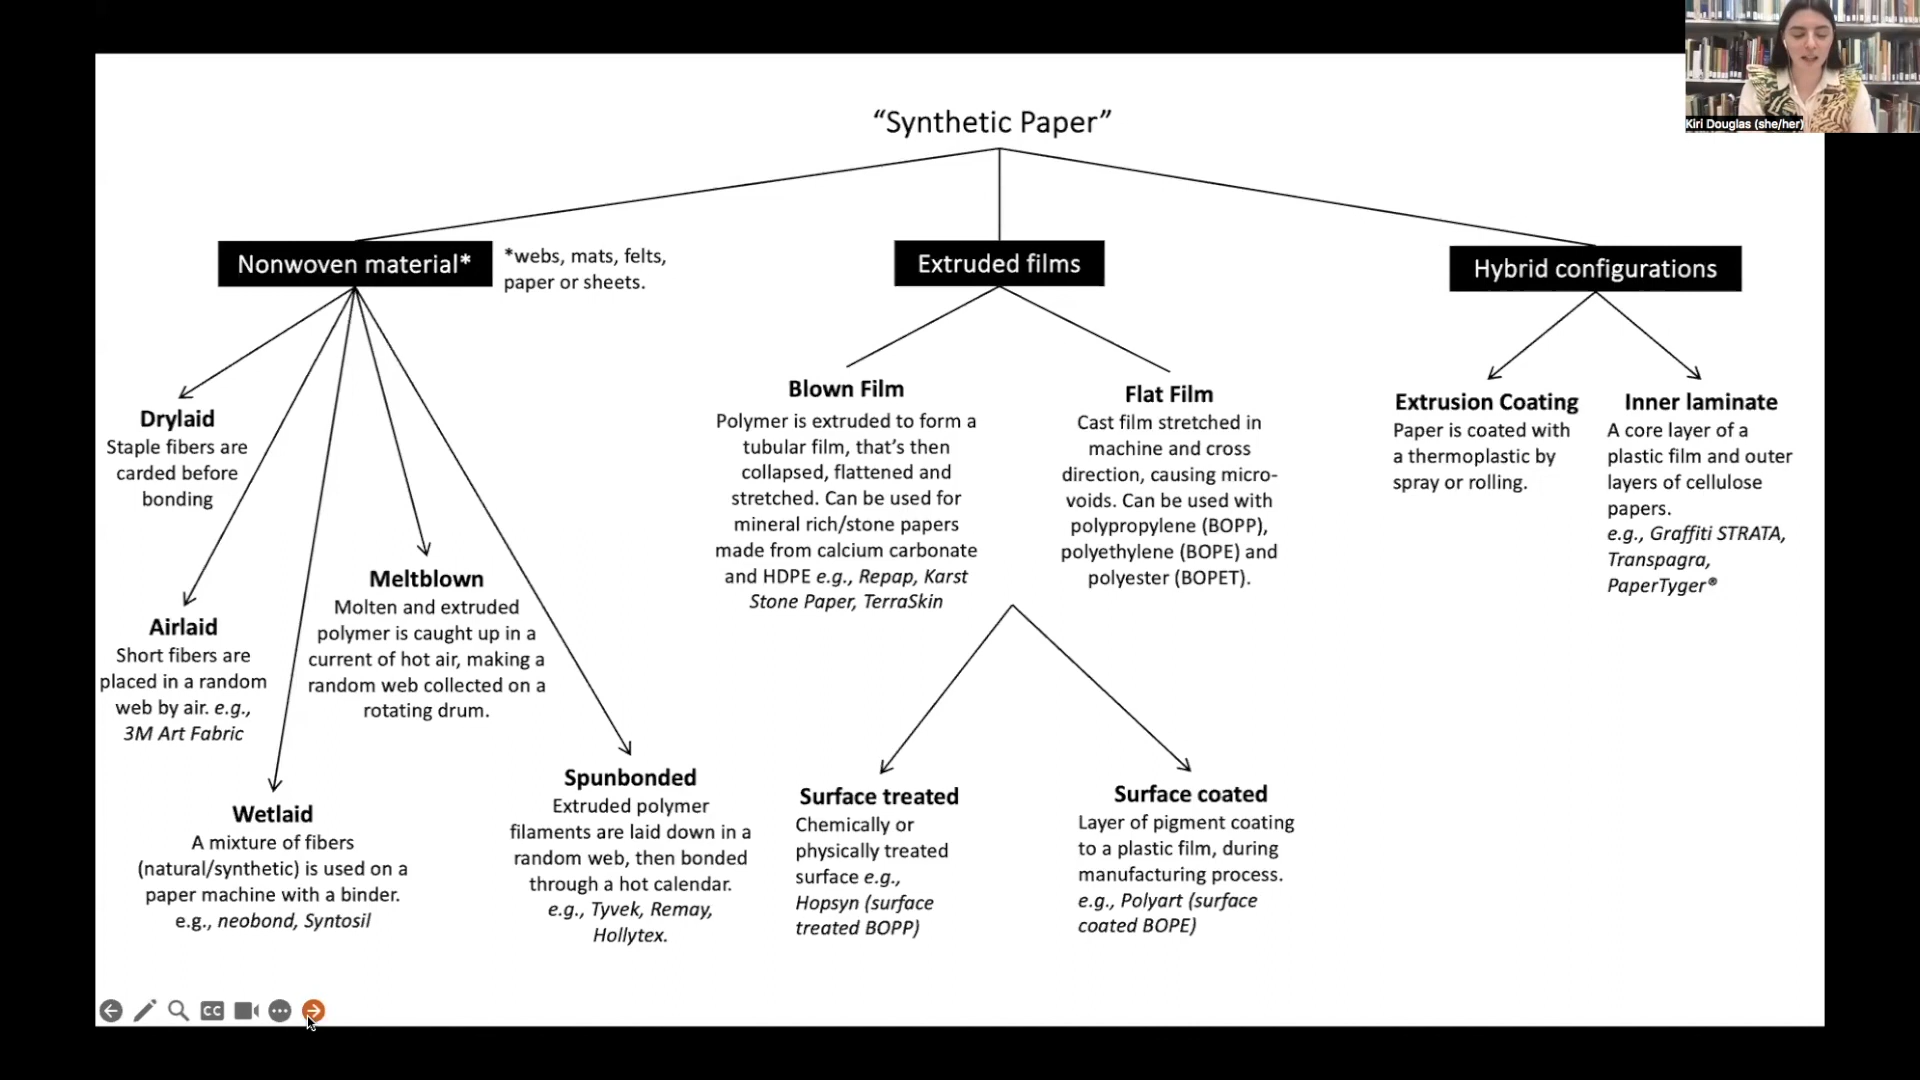 Kiri Douglas (she/her)
“Synthetic Paper”
Nonwoven material*
*webs, mats, felts,
paper or sheets.
Extruded films
Hybrid configurations
Drylaid
Staple fibers are
carded before
bonding
Airlaid
Short fibers are
placed in a random
web by air. e.g.,
3M Art Fabric
Wetlaid
A mixture of fibers
(natural/synthetic) is used on a
paper machine with a binder.
e.g., neobond, Syntosil
Meltblown
Molten and extruded
polymer is caught up in a
current of hot air, making a
random web collected on a
rotating drum.
Spunbonded
Extruded polymer
filaments are laid down in a
random web, then bonded
through a hot calendar.
e.g., Tyvek, Remay,
Hollytex.
Blown Film
Polymer is extruded to form a
tubular film, that’s then
collapsed, flattened and
stretched. Can be used for
mineral rich/stone papers
made from calcium carbonate
and HDPE e.g., Repap, Karst
Stone Paper, TerraSkin
Flat Film
Cast film stretched in
machine and cross
direction, causing micro-
voids. Can be used with
polypropylene (BOPP),
polyethylene (BOPE) and
polyester (BOPET).
Surface treated
Chemically or
physically treated
surface e.g.,
Hopsyn (surface
treated BOPP)
Surface coated
Layer of pigment coating
to a plastic film, during
manufacturing process.
e.g., Polyart (surface
coated BOPE)
Extrusion Coating
Paper is coated with
a thermoplastic by
spray or rolling.
Inner laminate
A core layer of a
plastic film and outer
layers of cellulose
papers.
e.g., Graffiti STRATA,
Transpagra,
PaperTyger®
CC